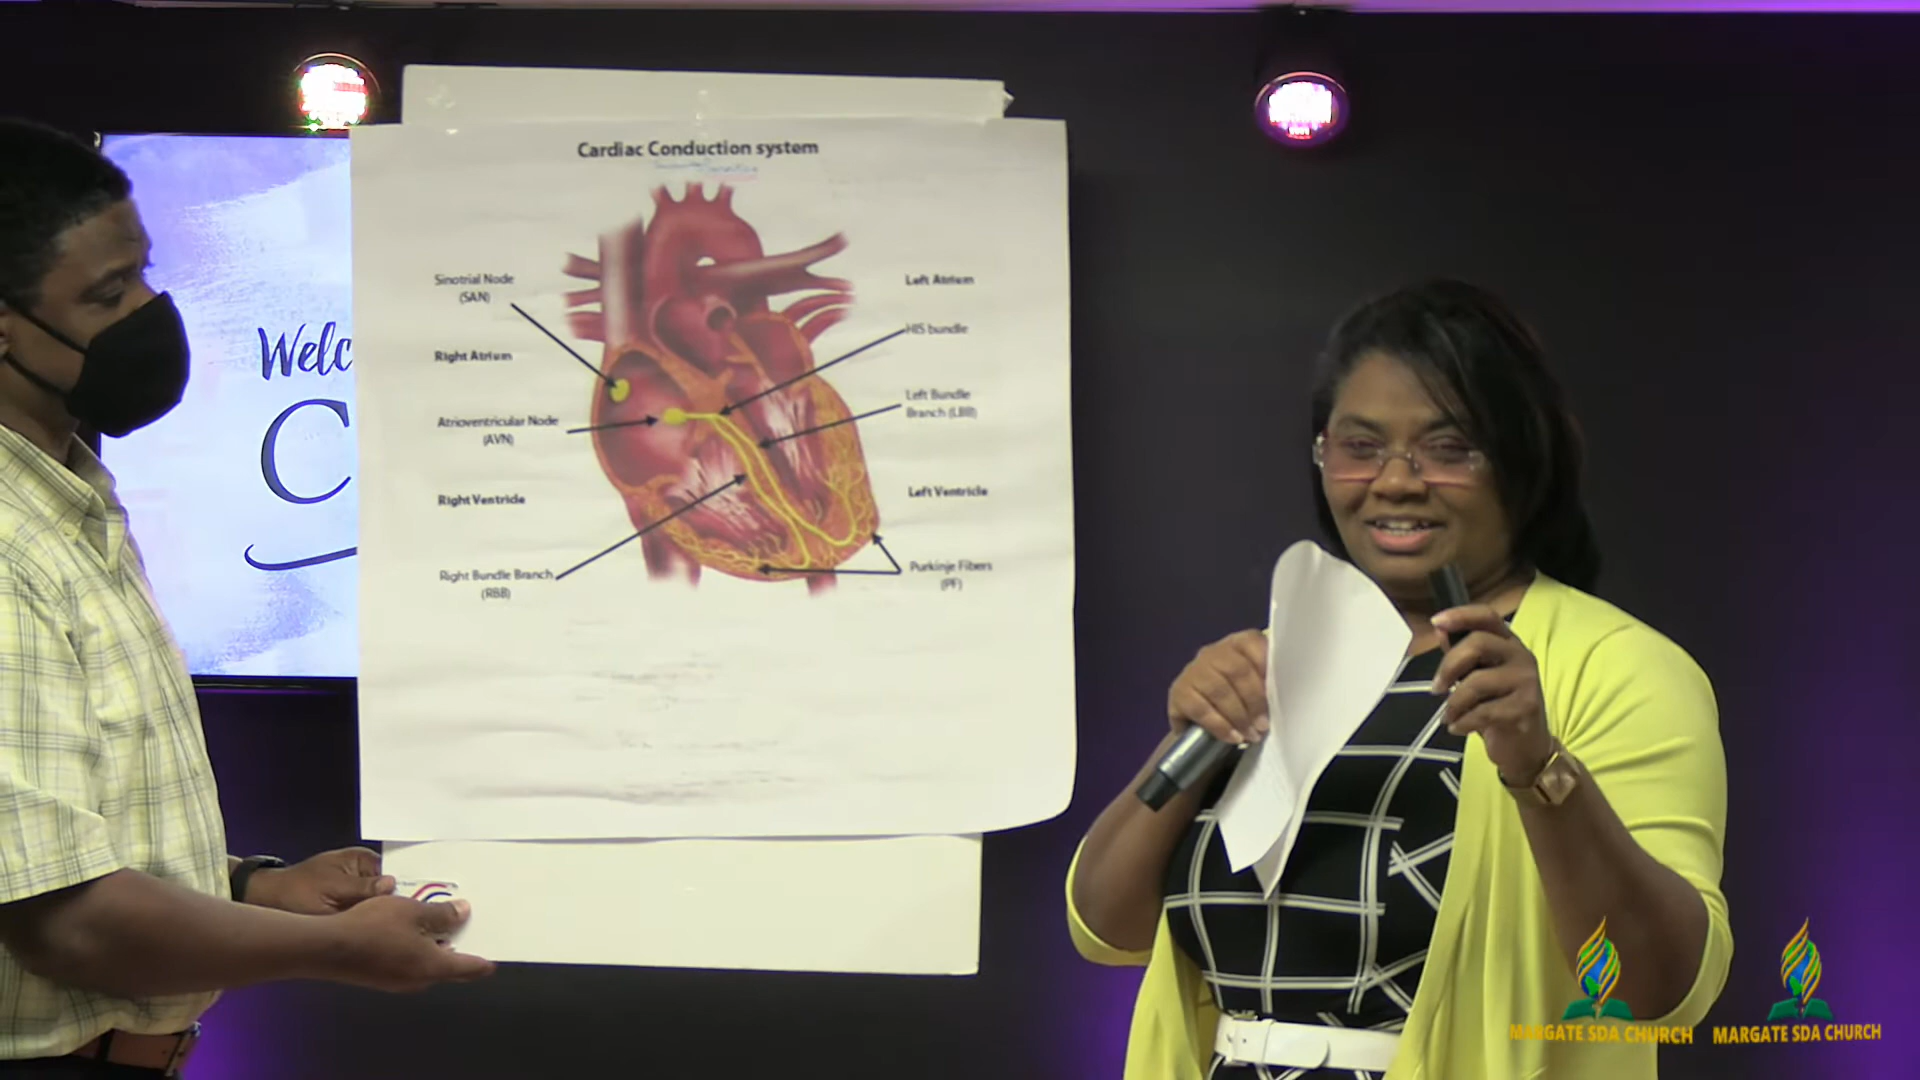 Cardiac Conduction system
Sinotrial Node
(SAN)
Right Atrium
Atrioventricular Node
(AVN)
Right Ventricle
Right Bundle Branch
(RBB)
Left Atrium
HIS bundle
Left Bundle
Branch (LBB)
Left Ventricle
Purkinje Fibers
(PF)
Welc
C
MARGATE SDA CHURCH
MARGATE SDA CHURCH